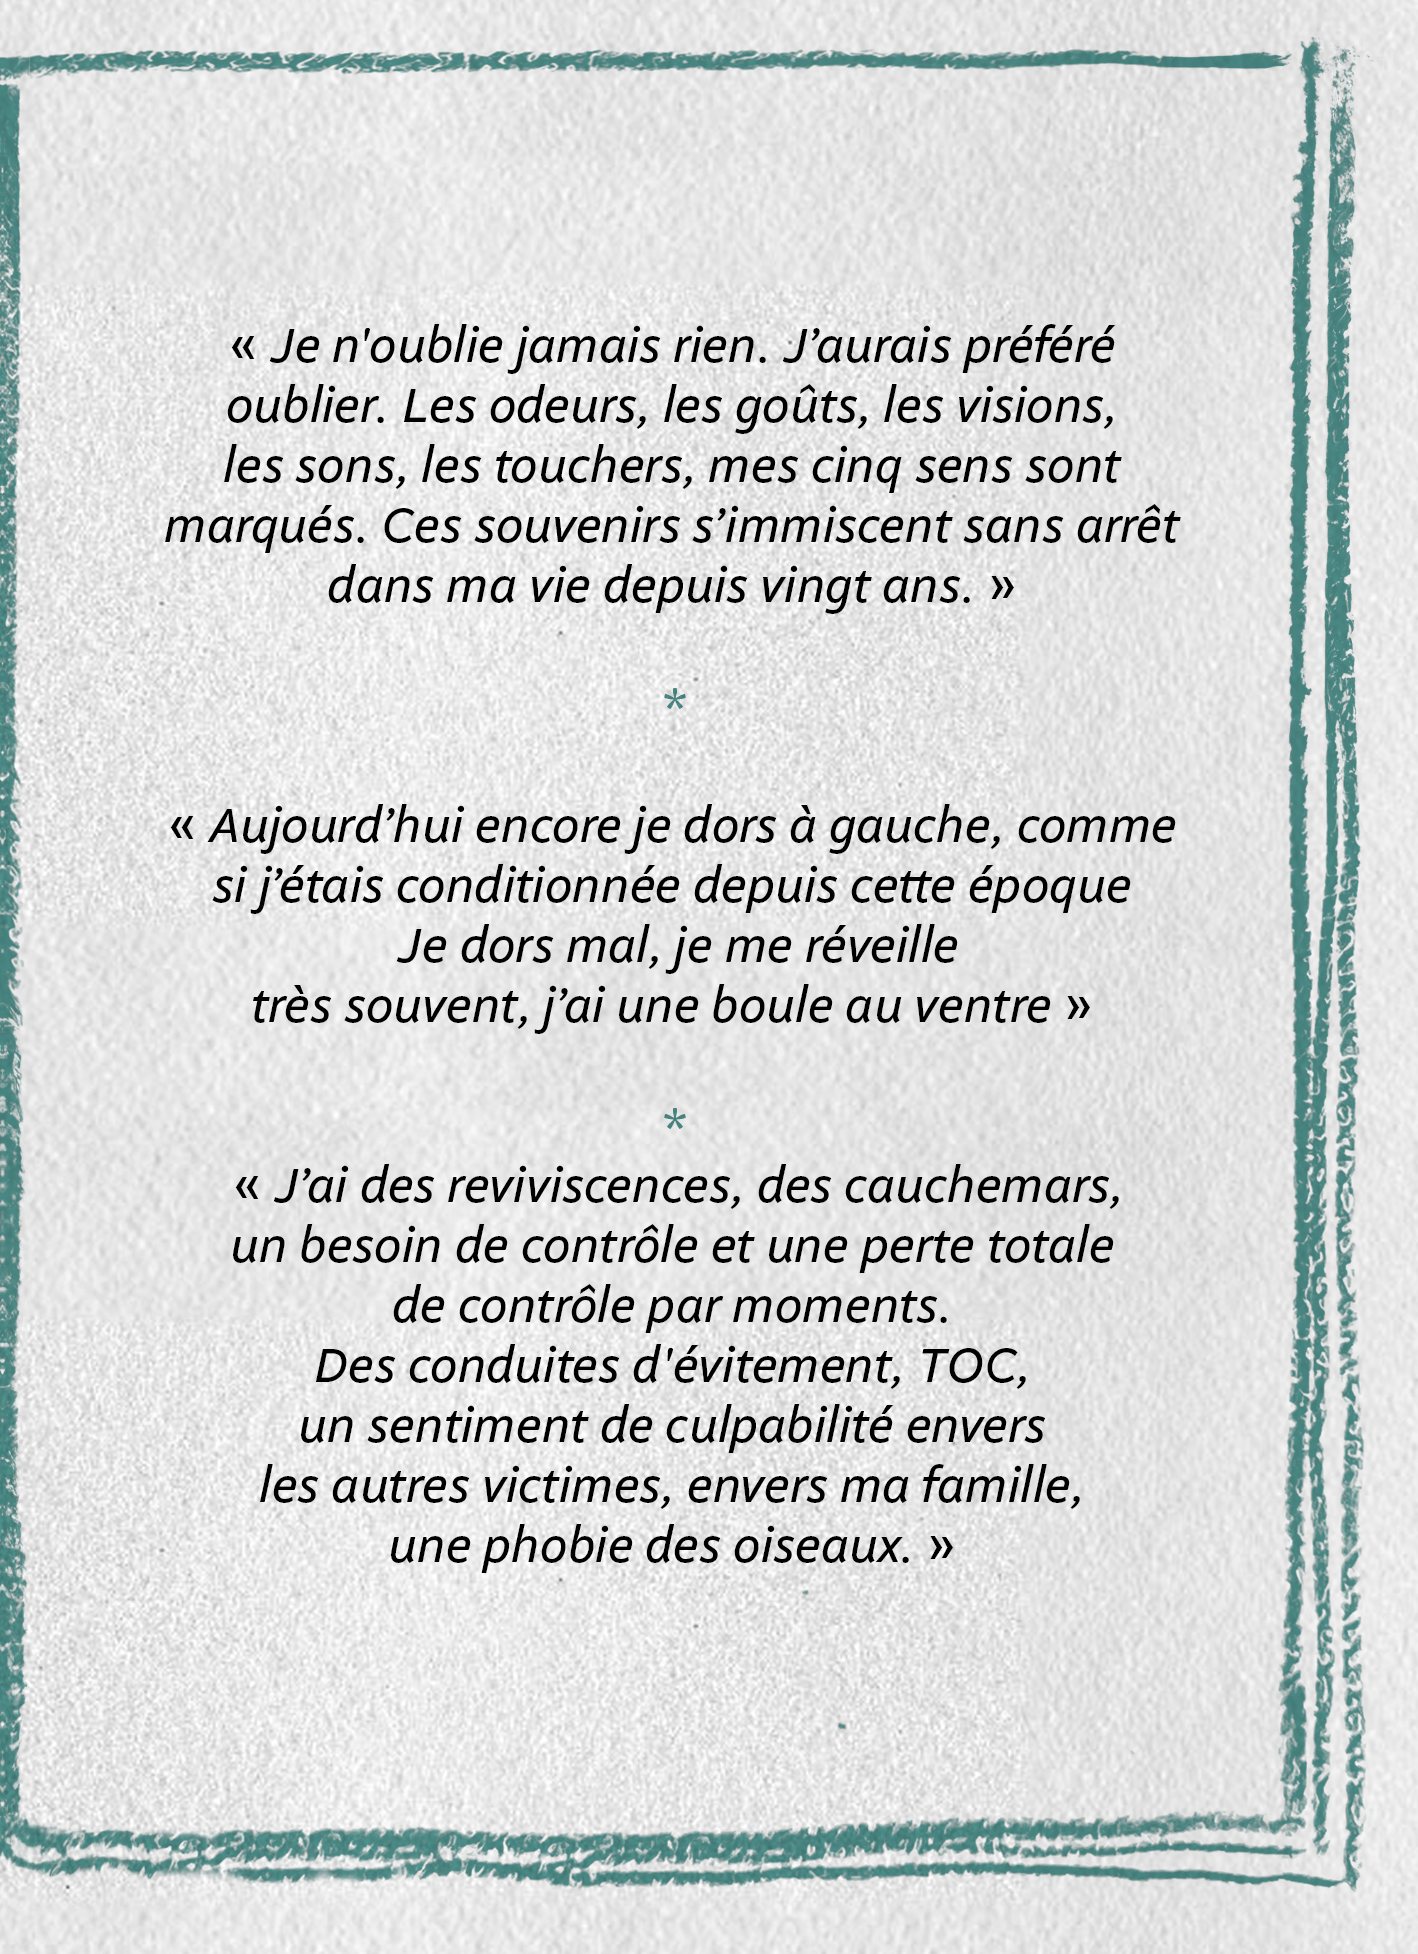 « Je n'oublie jamais rien. J’aurais préféré
oublier. Les odeurs, les goûts, les visions,
les sons, les touchers, mes cinq sens sont
marqués. Ces souvenirs s’immiscent sans arrêt
dans ma vie depuis vingt ans. »
*
« Aujourd’hui encore je dors à gauche, comme
si j’étais conditionnée depuis cette époque
Je dors mal, je me réveille
très souvent, j’ai une boule au ventre »
*
« J’ai des reviviscences, des cauchemars,
un besoin de contrôle et une perte totale
de contrôle par moments.
Des conduites d'évitement, TOC,
un sentiment de culpabilité envers
les autres victimes, envers ma famille,
une phobie des oiseaux. »